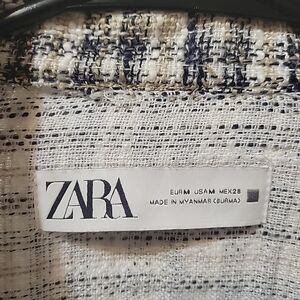 ZARA
EUR M  USA M  MEX 28
MADE IN MYANMAR (BURMA)